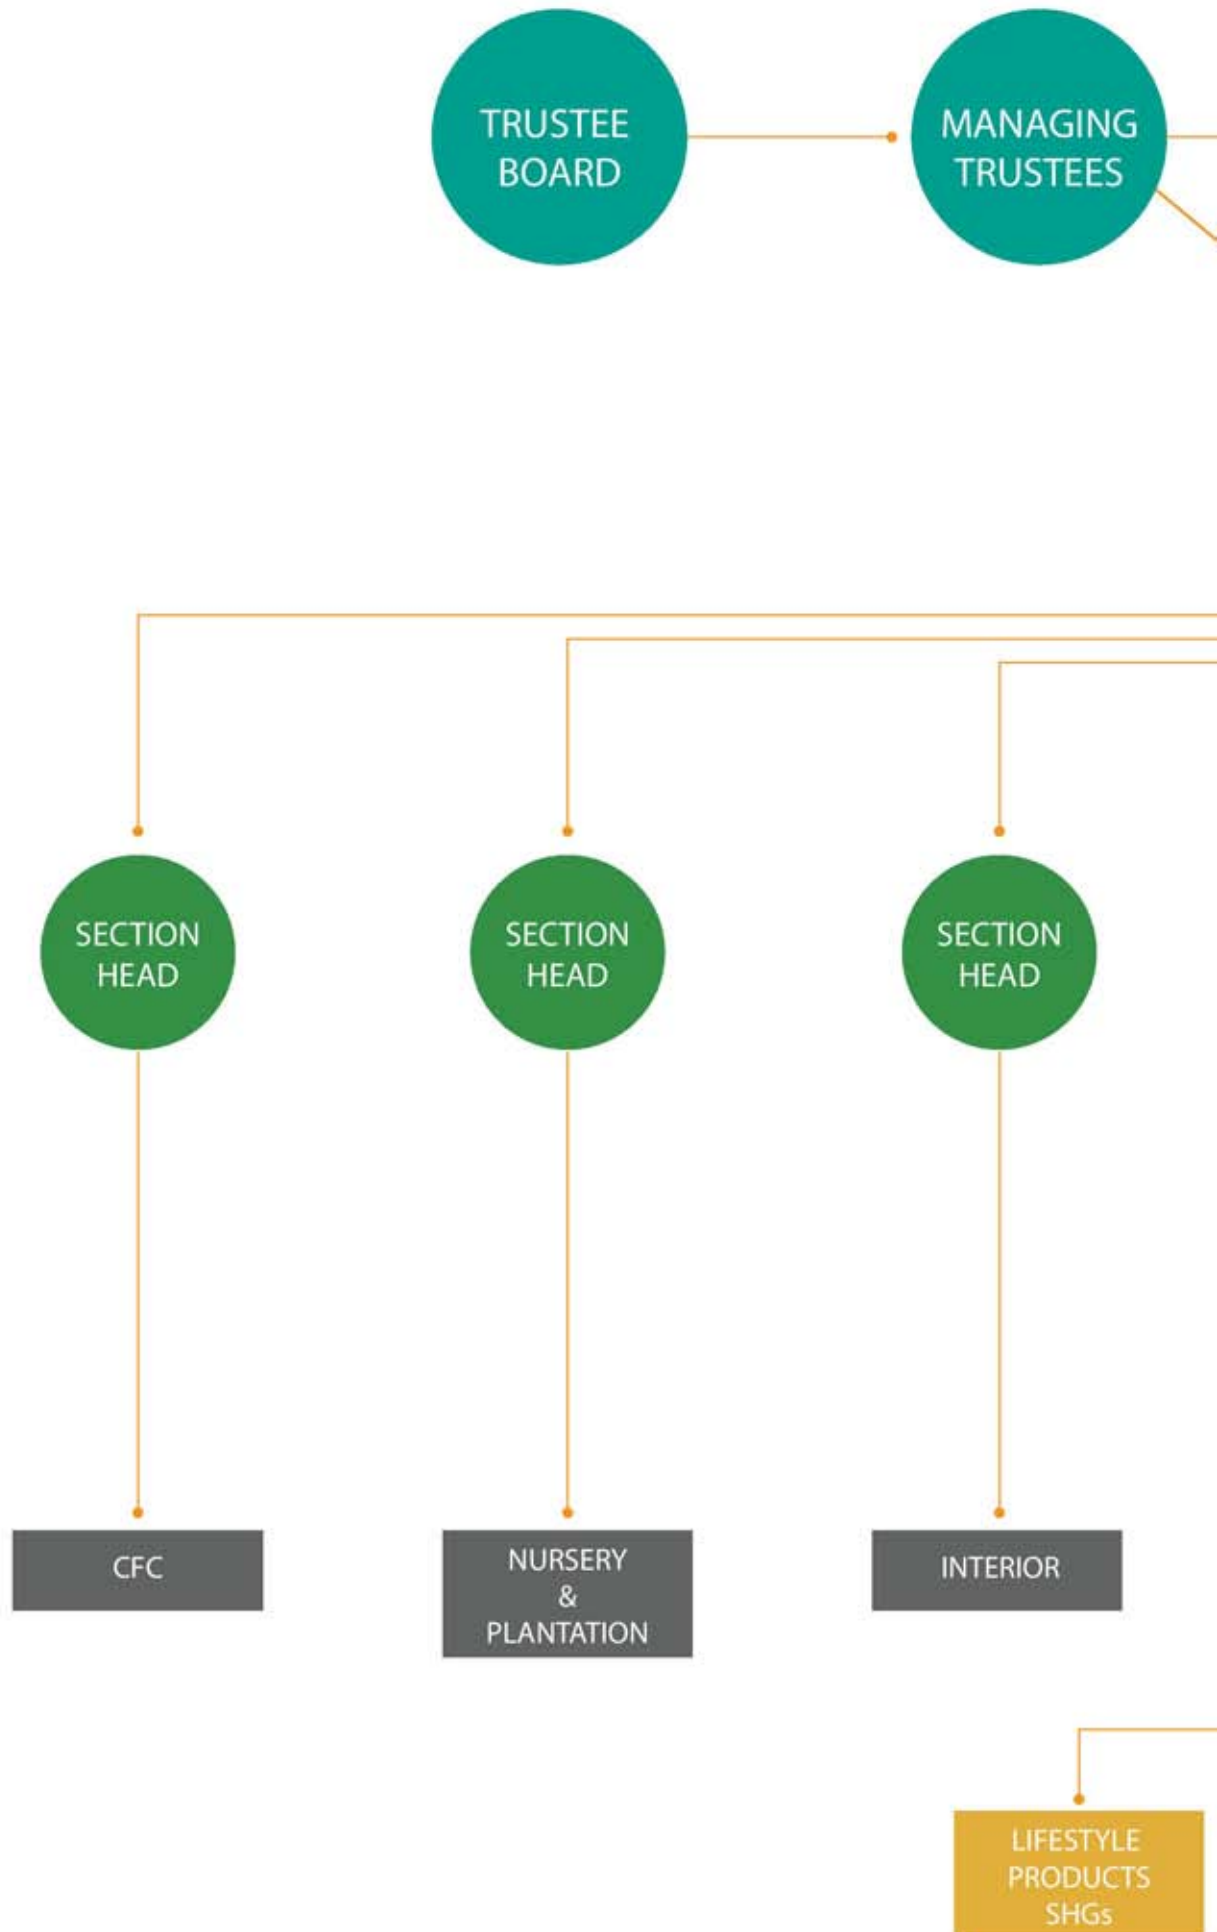 TRUSTEE
BOARD
MANAGING
TRUSTEES
SECTION
HEAD
SECTION
HEAD
SECTION
HEAD
CFC
NURSERY
&
PLANTATION
INTERIOR
LIFESTYLE
PRODUCTS
SHGs